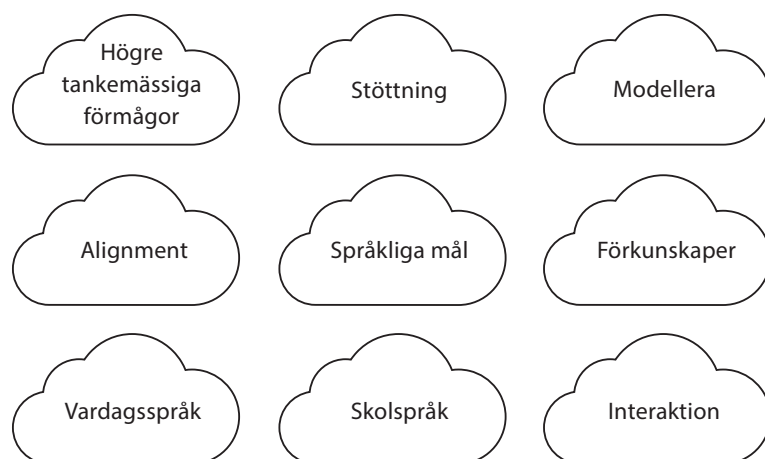 Högre
tankemässiga
förmågor
Stöttning
Modellera
Alignment
Språkliga mål
Förkunskaper
Vardagsspråk
Skolspråk
Interaktion